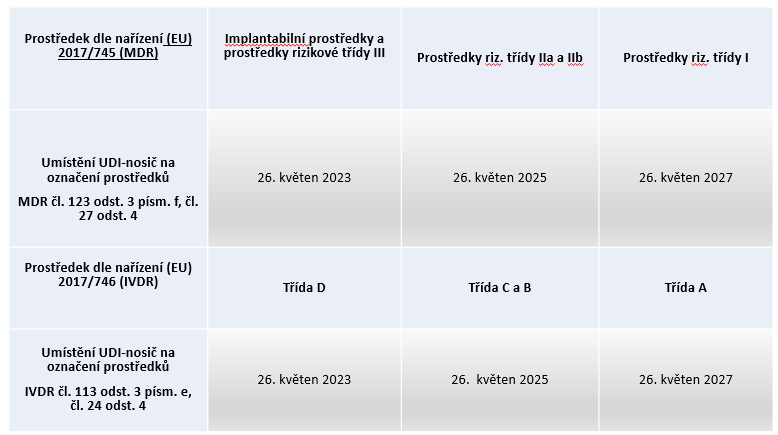 Prostředek dle nařízení (EU)
2017/745 (MDR)
Implantabilní prostředky a
prostředky rizikové třídy III
Prostředky riz. třídy IIa a IIb
Prostředky riz. třídy I
Umístění UDI-nosič na
označení prostředků
MDR čl. 123 odst. 3 písm. f, čl.
27 odst. 4
26. květen 2023
26. květen 2025
26. květen 2027
Prostředek dle nařízení (EU)
2017/746 (IVDR)
Třída D
Třída C a B
Třída A
Umístění UDI-nosič na
označení prostředků
IVDR čl. 113 odst. 3 písm. e,
čl. 24 odst. 4
26. květen 2023
26. květen 2025
26. květen 2027